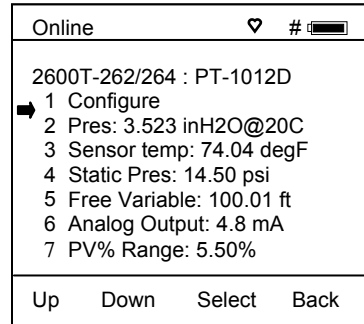 Online #
2600T-262/264 : PT-1012D
1 Configure
2 Pres: 3.523 inH2O@20C
3 Sensor temp: 74.04 degF
4 Static Pres: 14.50 psi
5 Free Variable: 100.01 ft
6 Analog Output: 4.8 mA
7 PV% Range: 5.50%
Up Down Select Back